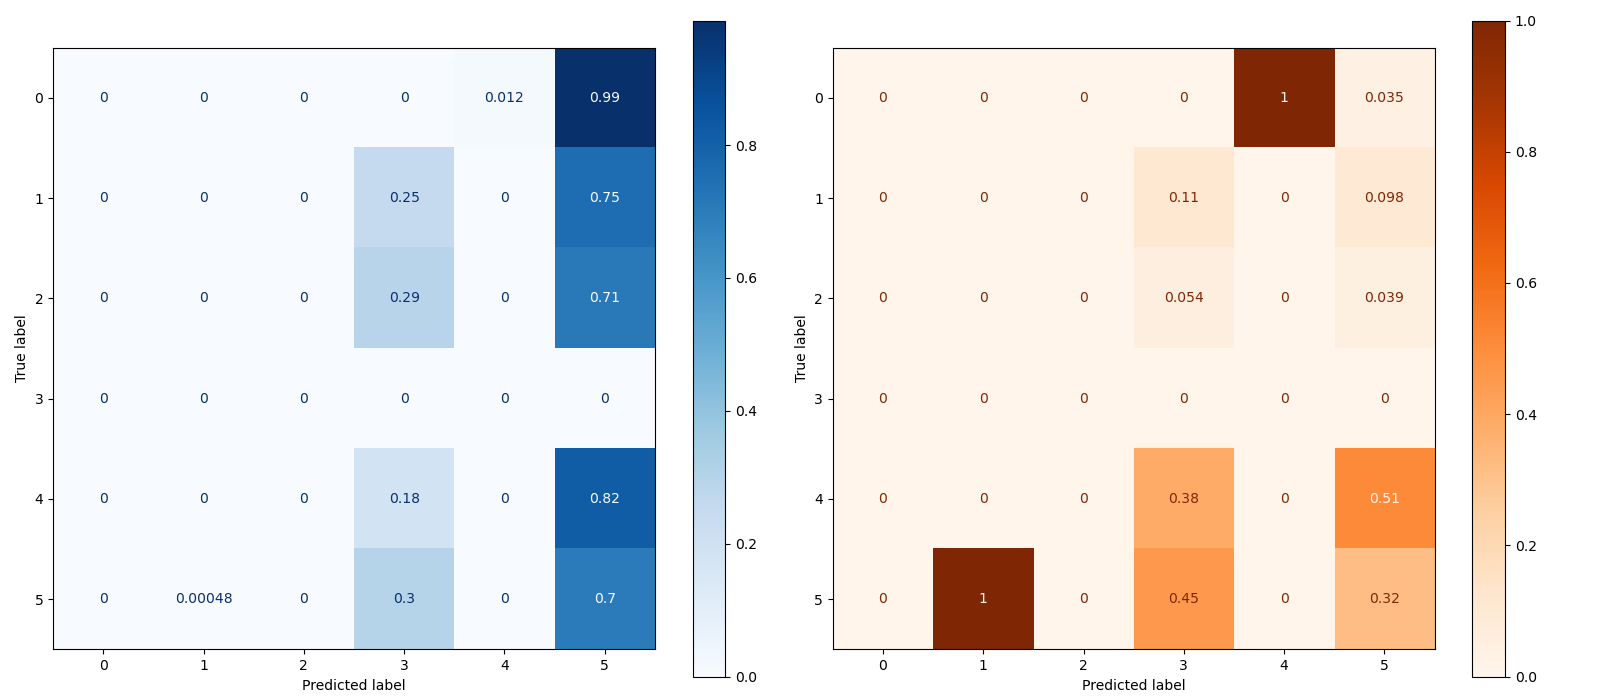 0 0 0 0 0 0.012 0.99
1 0 0 0 0.25 0 0.75
2 0 0 0 0.29 0 0.71
3 0 0 0 0 0 0
4 0 0 0 0.18 0 0.82
5 0 0.00048 0 0.3 0 0.7
0 1 2 3 4 5
True label
Predicted label
0.8
0.6
0.4
0.2
0.0
0 0 0 0 0 1 0.035
1 0 0 0 0.11 0 0.098
2 0 0 0 0.054 0 0.039
3 0 0 0 0 0 0
4 0 0 0 0.38 0 0.51
5 0 1 0 0.45 0 0.32
0 1 2 3 4 5
True label
Predicted label
1.0
0.8
0.6
0.4
0.2
0.0